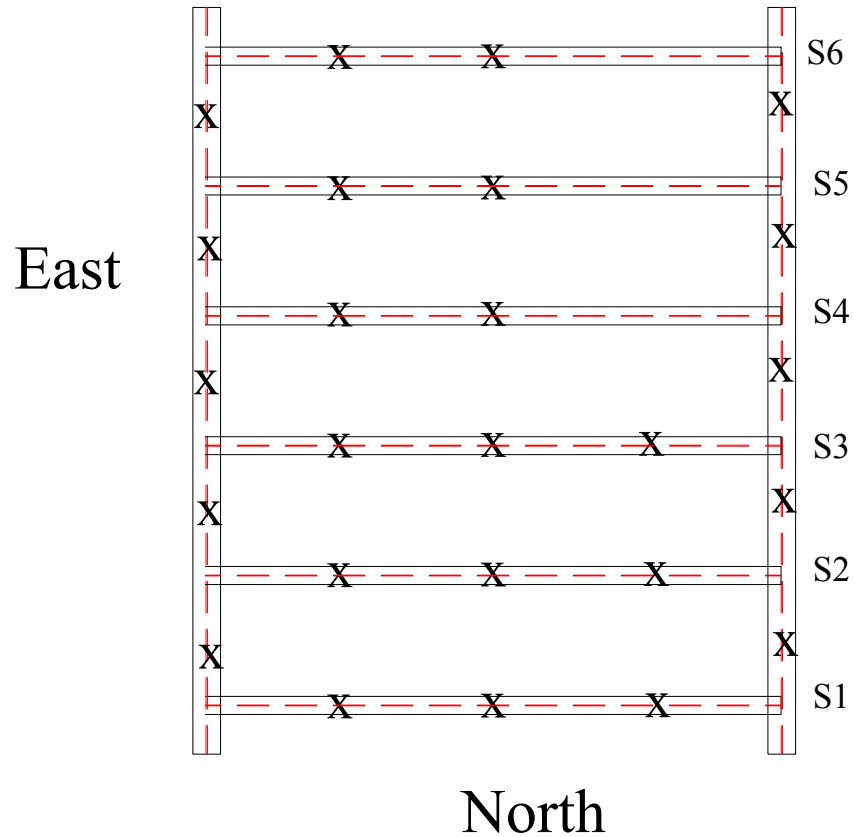 X X S6
X X
X X S5
X X
East
X X S4
X X
X X X S3
X X
X X X S2
X X
X X X S1
North